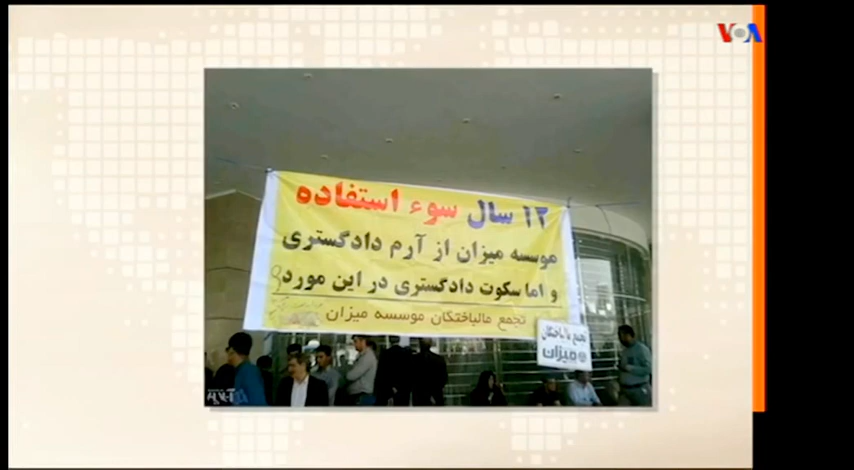 VOA
۱۲ سال سوء استفاده
موسسه میزان از آرم دادگستری
و اما سکوت دادگستری در این مورد؟
تجمع مالباختگان موسسه میزان
تجمع مالباختگان
میزان